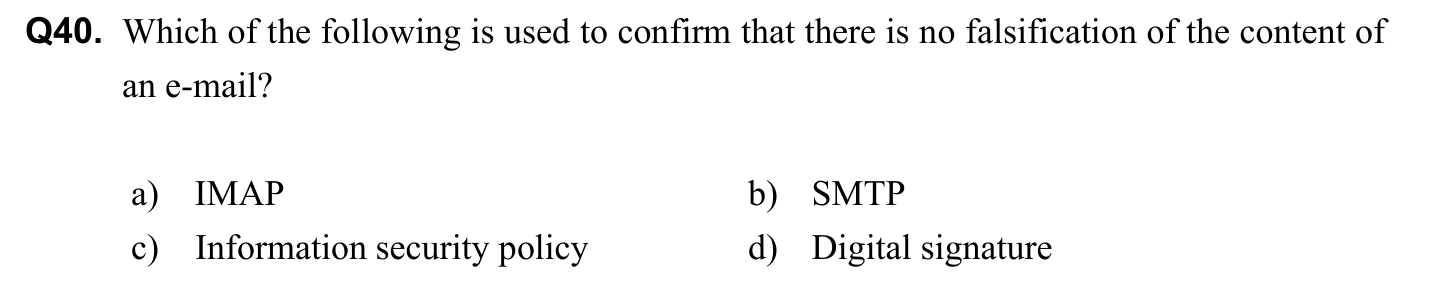 Q40. Which of the following is used to confirm that there is no falsification of the content of
an e-mail?
a) IMAP b) SMTP
c) Information security policy d) Digital signature